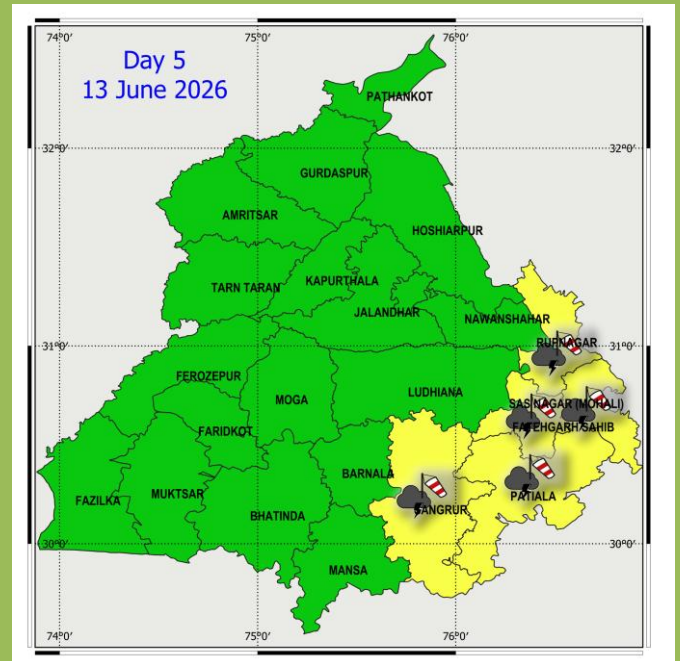 Day 5
13 June 2026
74°0'
75°0'
76°0'
PATHANKOT
32°0'
32°0'
GURDASPUR
AMRITSAR
HOSHIARPUR
TARN TARAN
KAPURTHALA
JALANDHAR
NAWANSHAHAR
31°0'
31°0'
RUPNAGAR
FEROZEPUR
MOGA
LUDHIANA
SAS NAGAR (MOHALI)
FATEHGARH SAHIB
FARIDKOT
BARNALA
FAZILKA
MUKTSAR
BHATINDA
SANGRUR
PATIALA
30°0'
30°0'
MANSA
74°0'
75°0'
76°0'